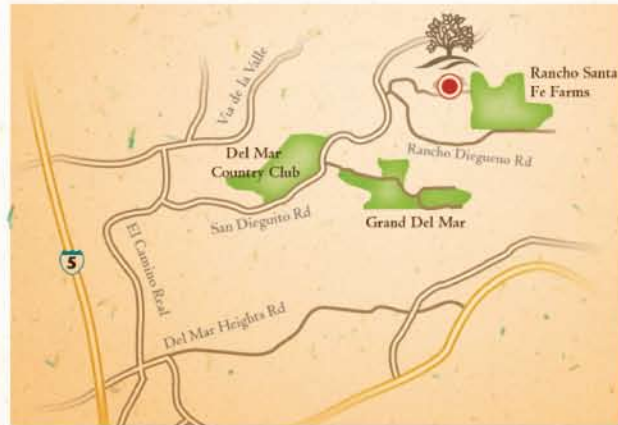 Via de la Valle
Rancho Santa
Fe Farms
Del Mar
Country Club
Rancho Diegueno Rd
San Dieguito Rd
Grand Del Mar
El Camino Real
5
Del Mar Heights Rd